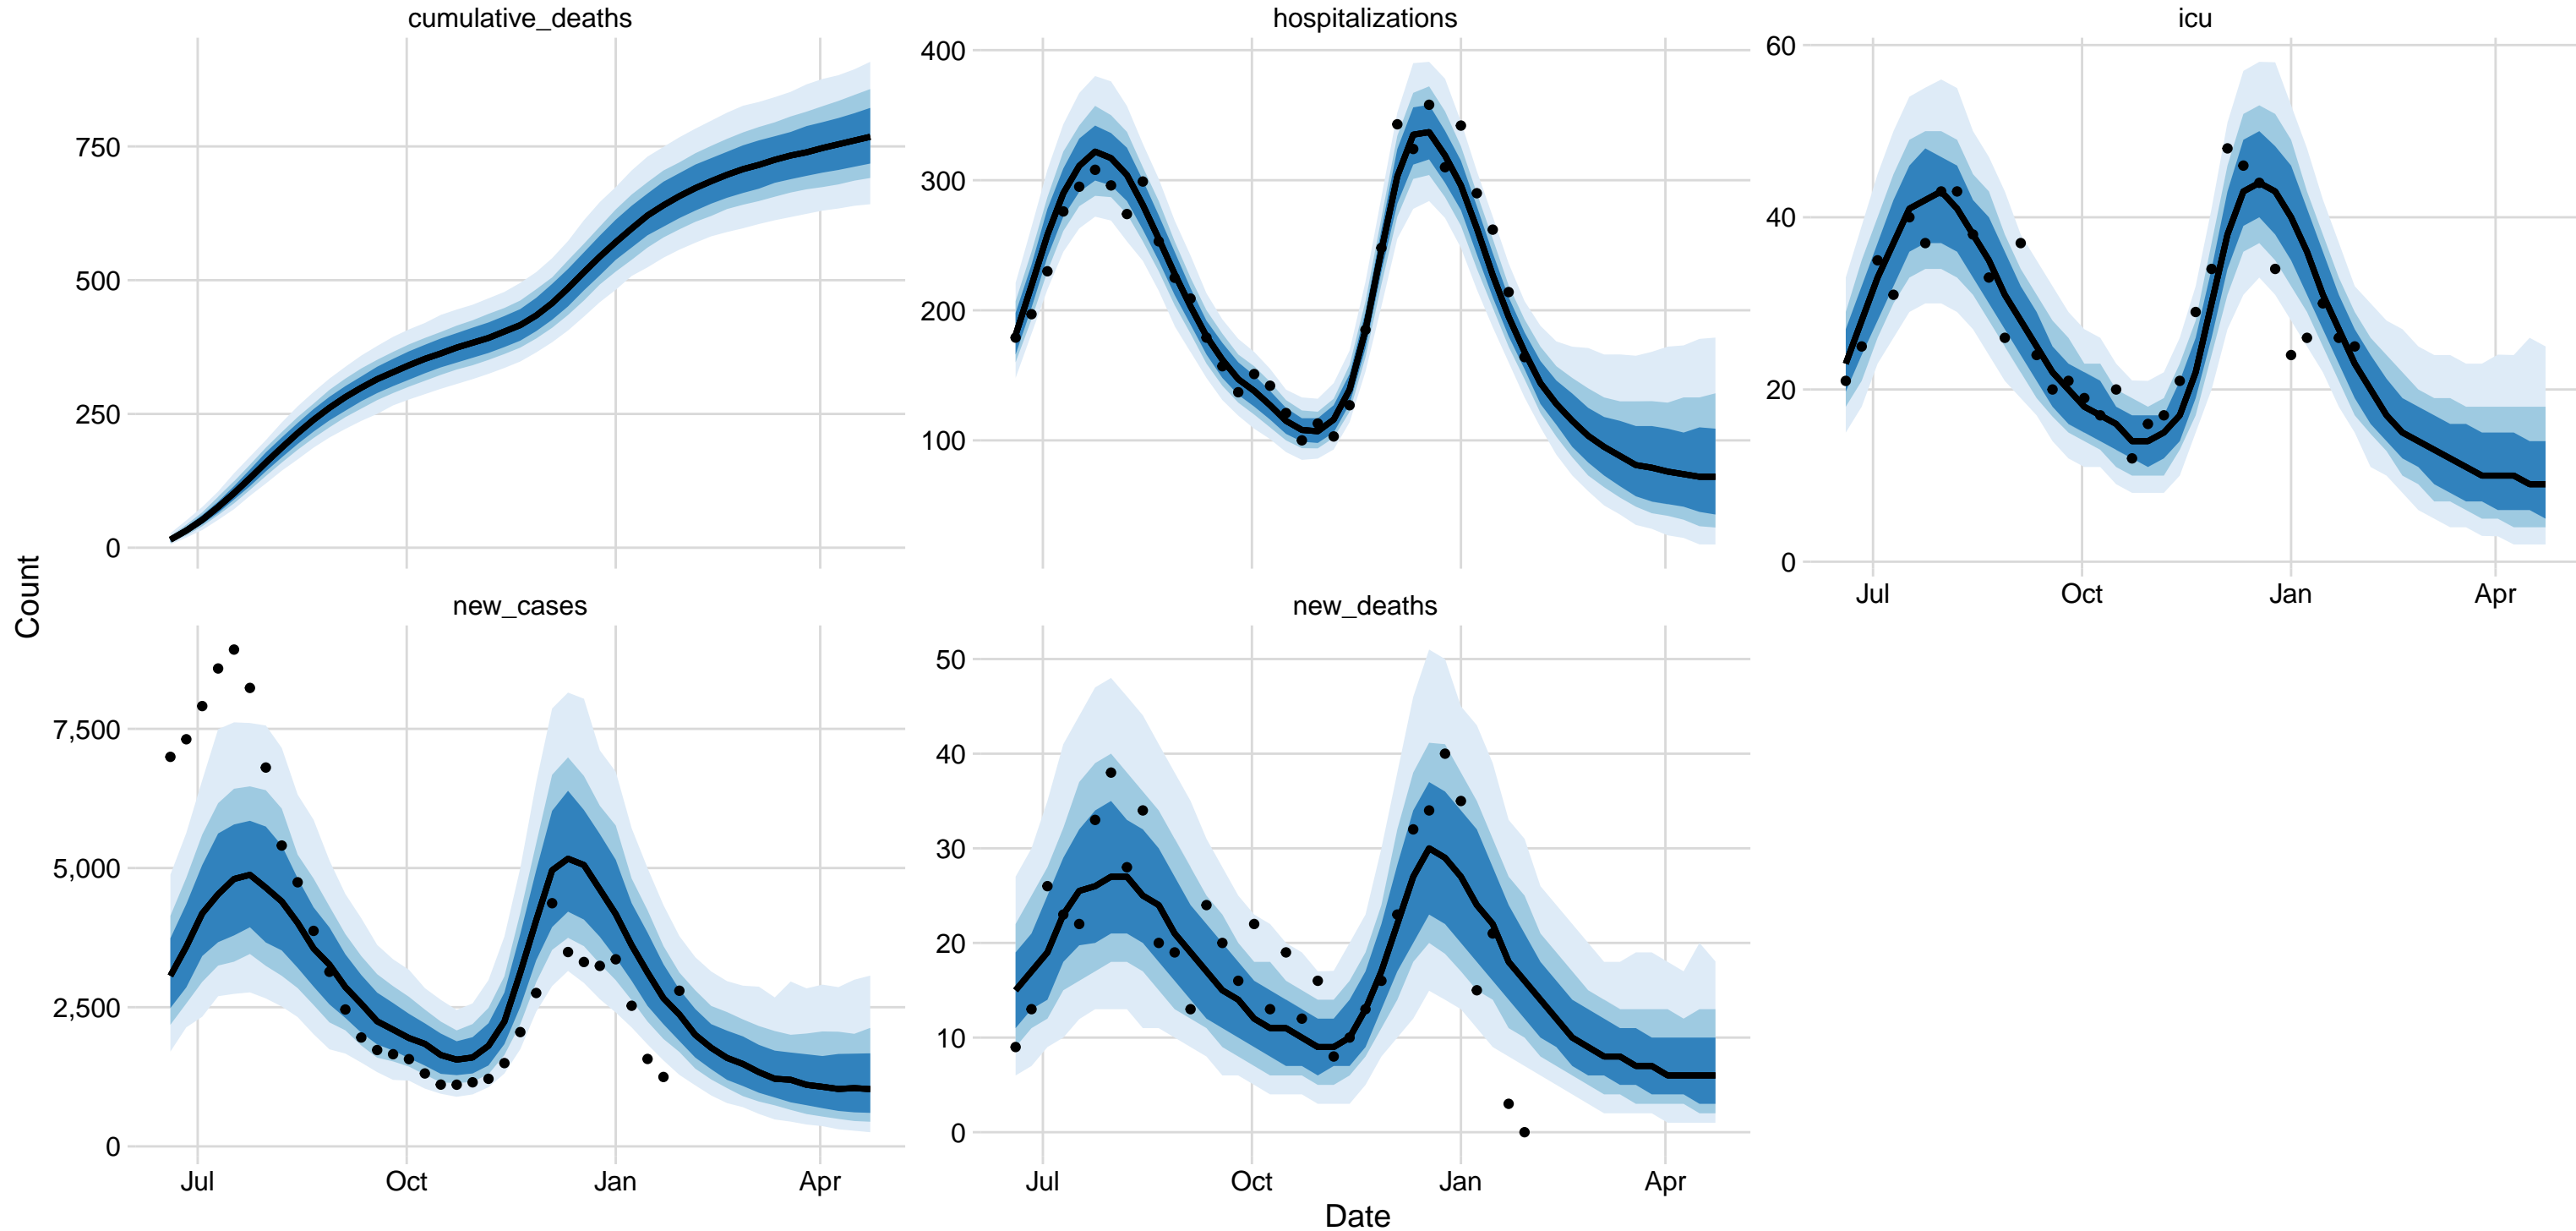 cumulative_deaths
hospitalizations
icu
750
500
250
0
400
300
200
100
60
40
20
0
Jul Oct Jan Apr
Count
new_cases
new_deaths
7,500
5,000
2,500
0
Jul Oct Jan Apr
50
40
30
20
10
0
Jul Oct Jan Apr
Date